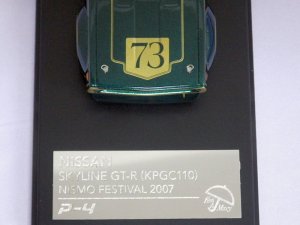 73
NISSAN
SKYLINE GT-R (KPGC110)
NISMO FESTIVAL 2007
P-4